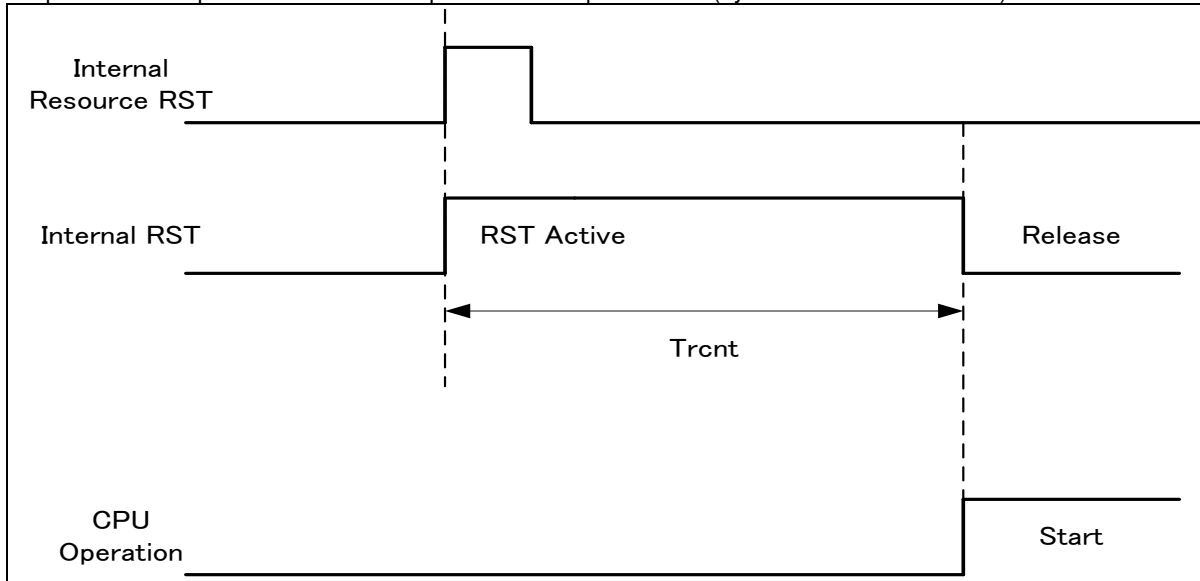 Internal
Resource RST
Internal RST
RST Active
Release
Trcnt
CPU
Operation
Start